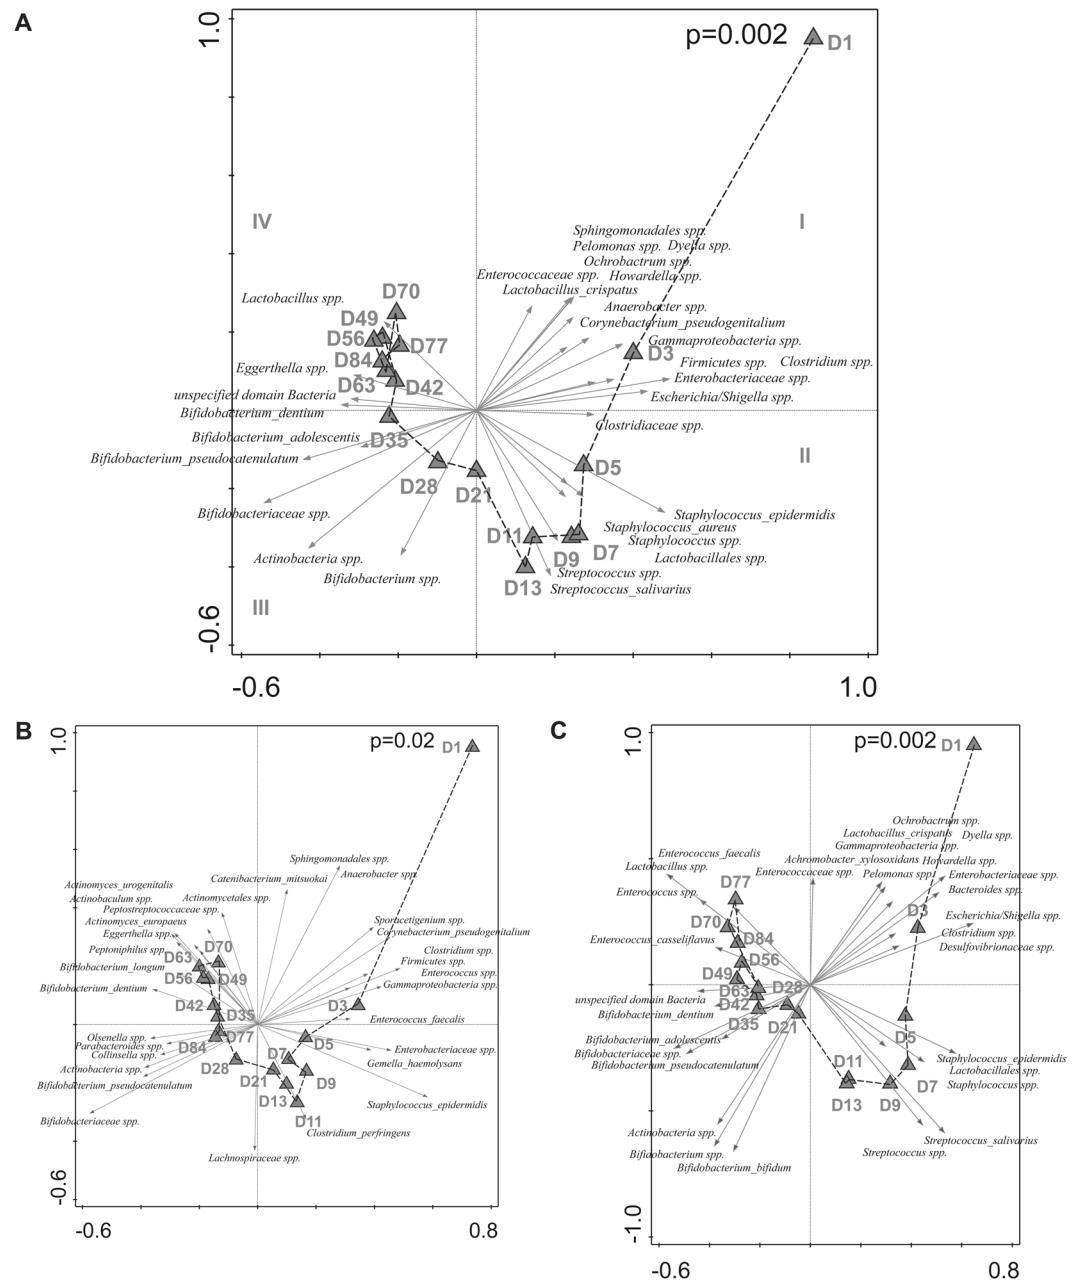 A
1.0
p=0.002
D1
IV
I
Sphingomonadales spp.
Pelomonas spp. Dyella spp.
Ochrobactrum spp.
Enterococcaceae spp. Howardella spp.
Lactobacillus_crispatus
Lactobacillus spp.
D70
Anaerobacter spp.
D49
Corynebacterium_pseudogenitalium
D56
D77
Gammaproteobacteria spp.
D3
D84
Firmicutes spp. Clostridium spp.
Eggerthella spp.
D63
D42
Enterobacteriaceae spp.
unspecified domain Bacteria
Escherichia/Shigella spp.
Bifidobacterium_dentium
Clostridiaceae spp.
Bifidobacterium_adolescentis
D35
Bifidobacterium_pseudocatenulatum
II
D5
D28
D21
Bifidobacteriaceae spp.
Staphylococcus_epidermidis
Staphylococcus_aureus
D11
Staphylococcus spp.
D7
D9
Actinobacteria spp.
Lactobacillales spp.
Bifidobacterium spp.
Streptococcus spp.
D13
Streptococcus_salivarius
III
-0.6
-0.6
1.0
B
1.0
p=0.02
D1
Sphingomonadales spp.
Anaerobacter spp.
Catenibacterium_mitsuokai
Actinomyces_urogenitalis
Actinobaculum spp.
Actinomycetales spp.
Peptostreptococcaceae spp.
Actinomyces_europaeus
Sporacetigenium spp.
Eggerthella spp.
Corynebacterium_pseudogenitalium
Peptoniphilus spp.
D70
Clostridium spp.
D63
Firmicutes spp.
Bifidobacterium_longum
Enterococcus spp.
D56
D49
Gammaproteobacteria spp.
Bifidobacterium_dentium
D42
D3
D35
Enterococcus_faecalis
Olsenella spp.
D77
D5
Parabacteroides spp.
D84
Enterobacteriaceae spp.
Collinsella spp.
D7
Gemella_haemolysans
Actinobacteria spp.
D28
D21
D9
Bifidobacterium_pseudocatenulatum
D13
Staphylococcus_epidermidis
Bifidobacteriaceae spp.
D11
Clostridium_perfringens
Lachnospiraceae spp.
-0.6
-0.6
0.8
C
1.0
p=0.002
D1
Ochrobactrum spp.
Lactobacillus_crispatus
Dyella spp.
Gammaproteobacteria spp.
Enterococcus_faecalis
Achromobacter_xylosoxidans
Howardella spp.
Lactobacillus spp.
Enterococcaceae spp.
Pelomonas spp.
Enterobacteriaceae spp.
D77
Enterococcus spp.
Bacteroides spp.
D3
D70
Escherichia/Shigella spp.
Enterococcus_casseliflavus
D84
Clostridium spp.
Desulfovibrionaceae spp.
D56
D49
D63
D28
unspecified domain Bacteria
D42
Bifidobacterium_dentium
D35
D21
Bifidobacterium_adolescentis
D5
Bifidobacteriaceae spp.
Staphylococcus_epidermidis
Bifidobacterium_pseudocatenulatum
D11
Lactobacillales spp.
D7
Staphylococcus spp.
D13
D9
Actinobacteria spp.
Streptococcus_salivarius
Bifidobacterium spp.
Streptococcus spp.
Bifidobacterium_bifidum
-1.0
-0.6
0.8